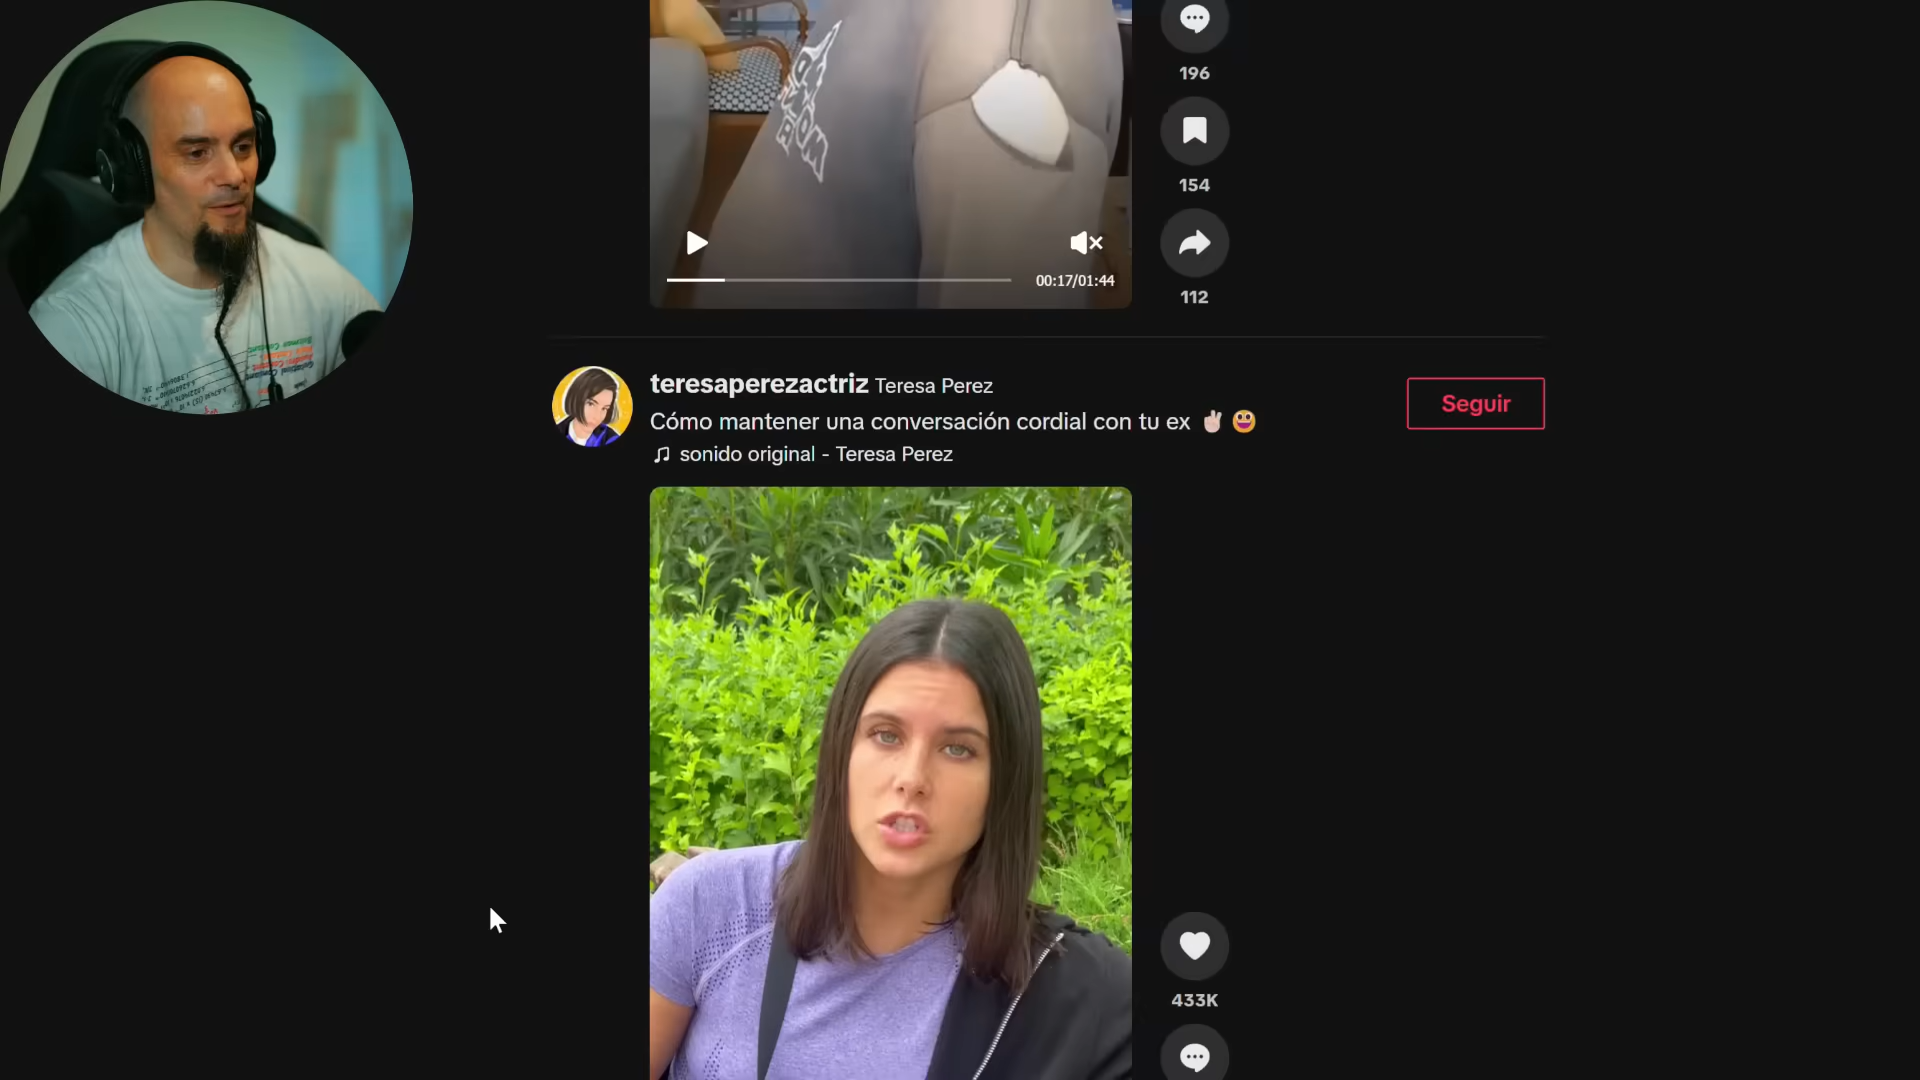 196
154
00:17/01:44
112
teresaperezactriz Teresa Perez
Seguir
Cómo mantener una conversación cordial con tu ex ✌🏻 😃
sonido original - Teresa Perez
433K